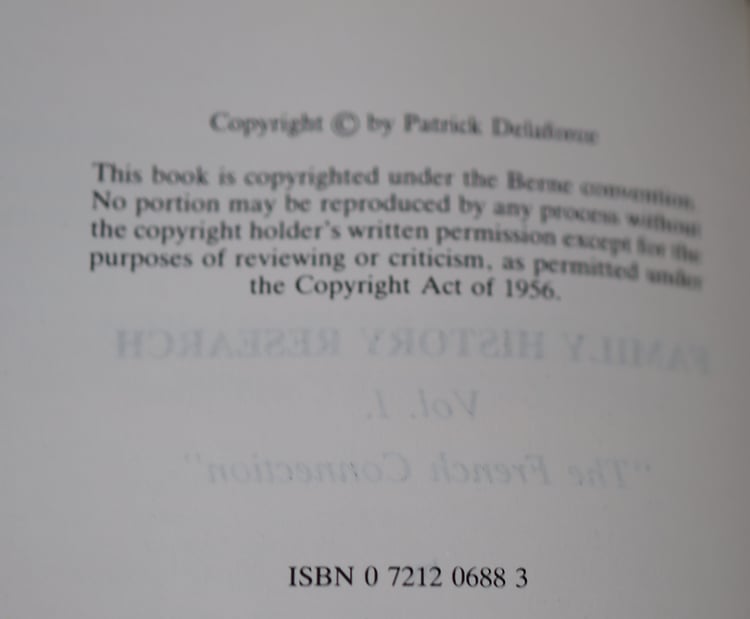 Copyright © by Patrick Delaforce
This book is copyrighted under the Berne convention.
No portion may be reproduced by any process without
the copyright holder's written permission except for the
purposes of reviewing or criticism, as permitted under
the Copyright Act of 1956.
FAMILY HISTORY RESEARCH
Vol. 1.
"The French Connection"
ISBN 0 7212 0688 3